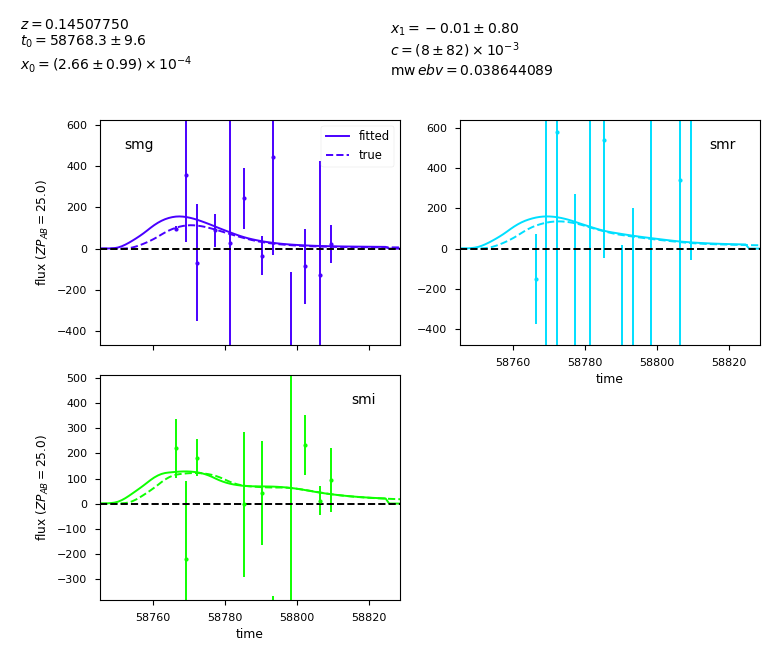 z = 0.14507750
t₀ = 58768.3 ± 9.6
x₀ = (2.66 ± 0.99) × 10⁻⁴
x₁ = −0.01 ± 0.80
c = (8 ± 82) × 10⁻³
mw ebv = 0.038644089
smg
fitted
true
600
400
200
0
−200
−400
flux (ZP_AB = 25.0)
smr
600
400
200
0
−200
−400
58760 58780 58800 58820
time
smi
500
400
300
200
100
0
−100
−200
−300
flux (ZP_AB = 25.0)
58760 58780 58800 58820
time